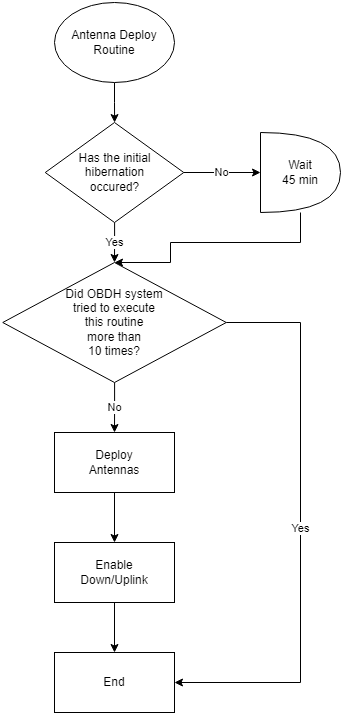 Antenna Deploy
Routine
Has the initial
hibernation
occured?
No
Wait
45 min
Yes
Did OBDH system
tried to execute
this routine
more than
10 times?
No
Deploy
Antennas
Yes
Enable
Down/Uplink
End